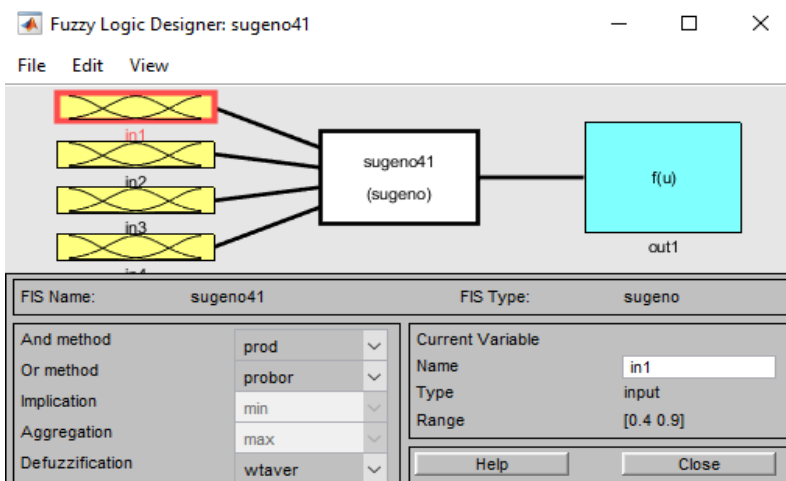 Fuzzy Logic Designer: sugeno41
File Edit View
in1
in2
in3
in4
sugeno41
(sugeno)
f(u)
out1
FIS Name: sugeno41 FIS Type: sugeno
And method prod
Or method probor
Implication min
Aggregation max
Defuzzification wtaver
Current Variable
Name in1
Type input
Range [0.4 0.9]
Help Close